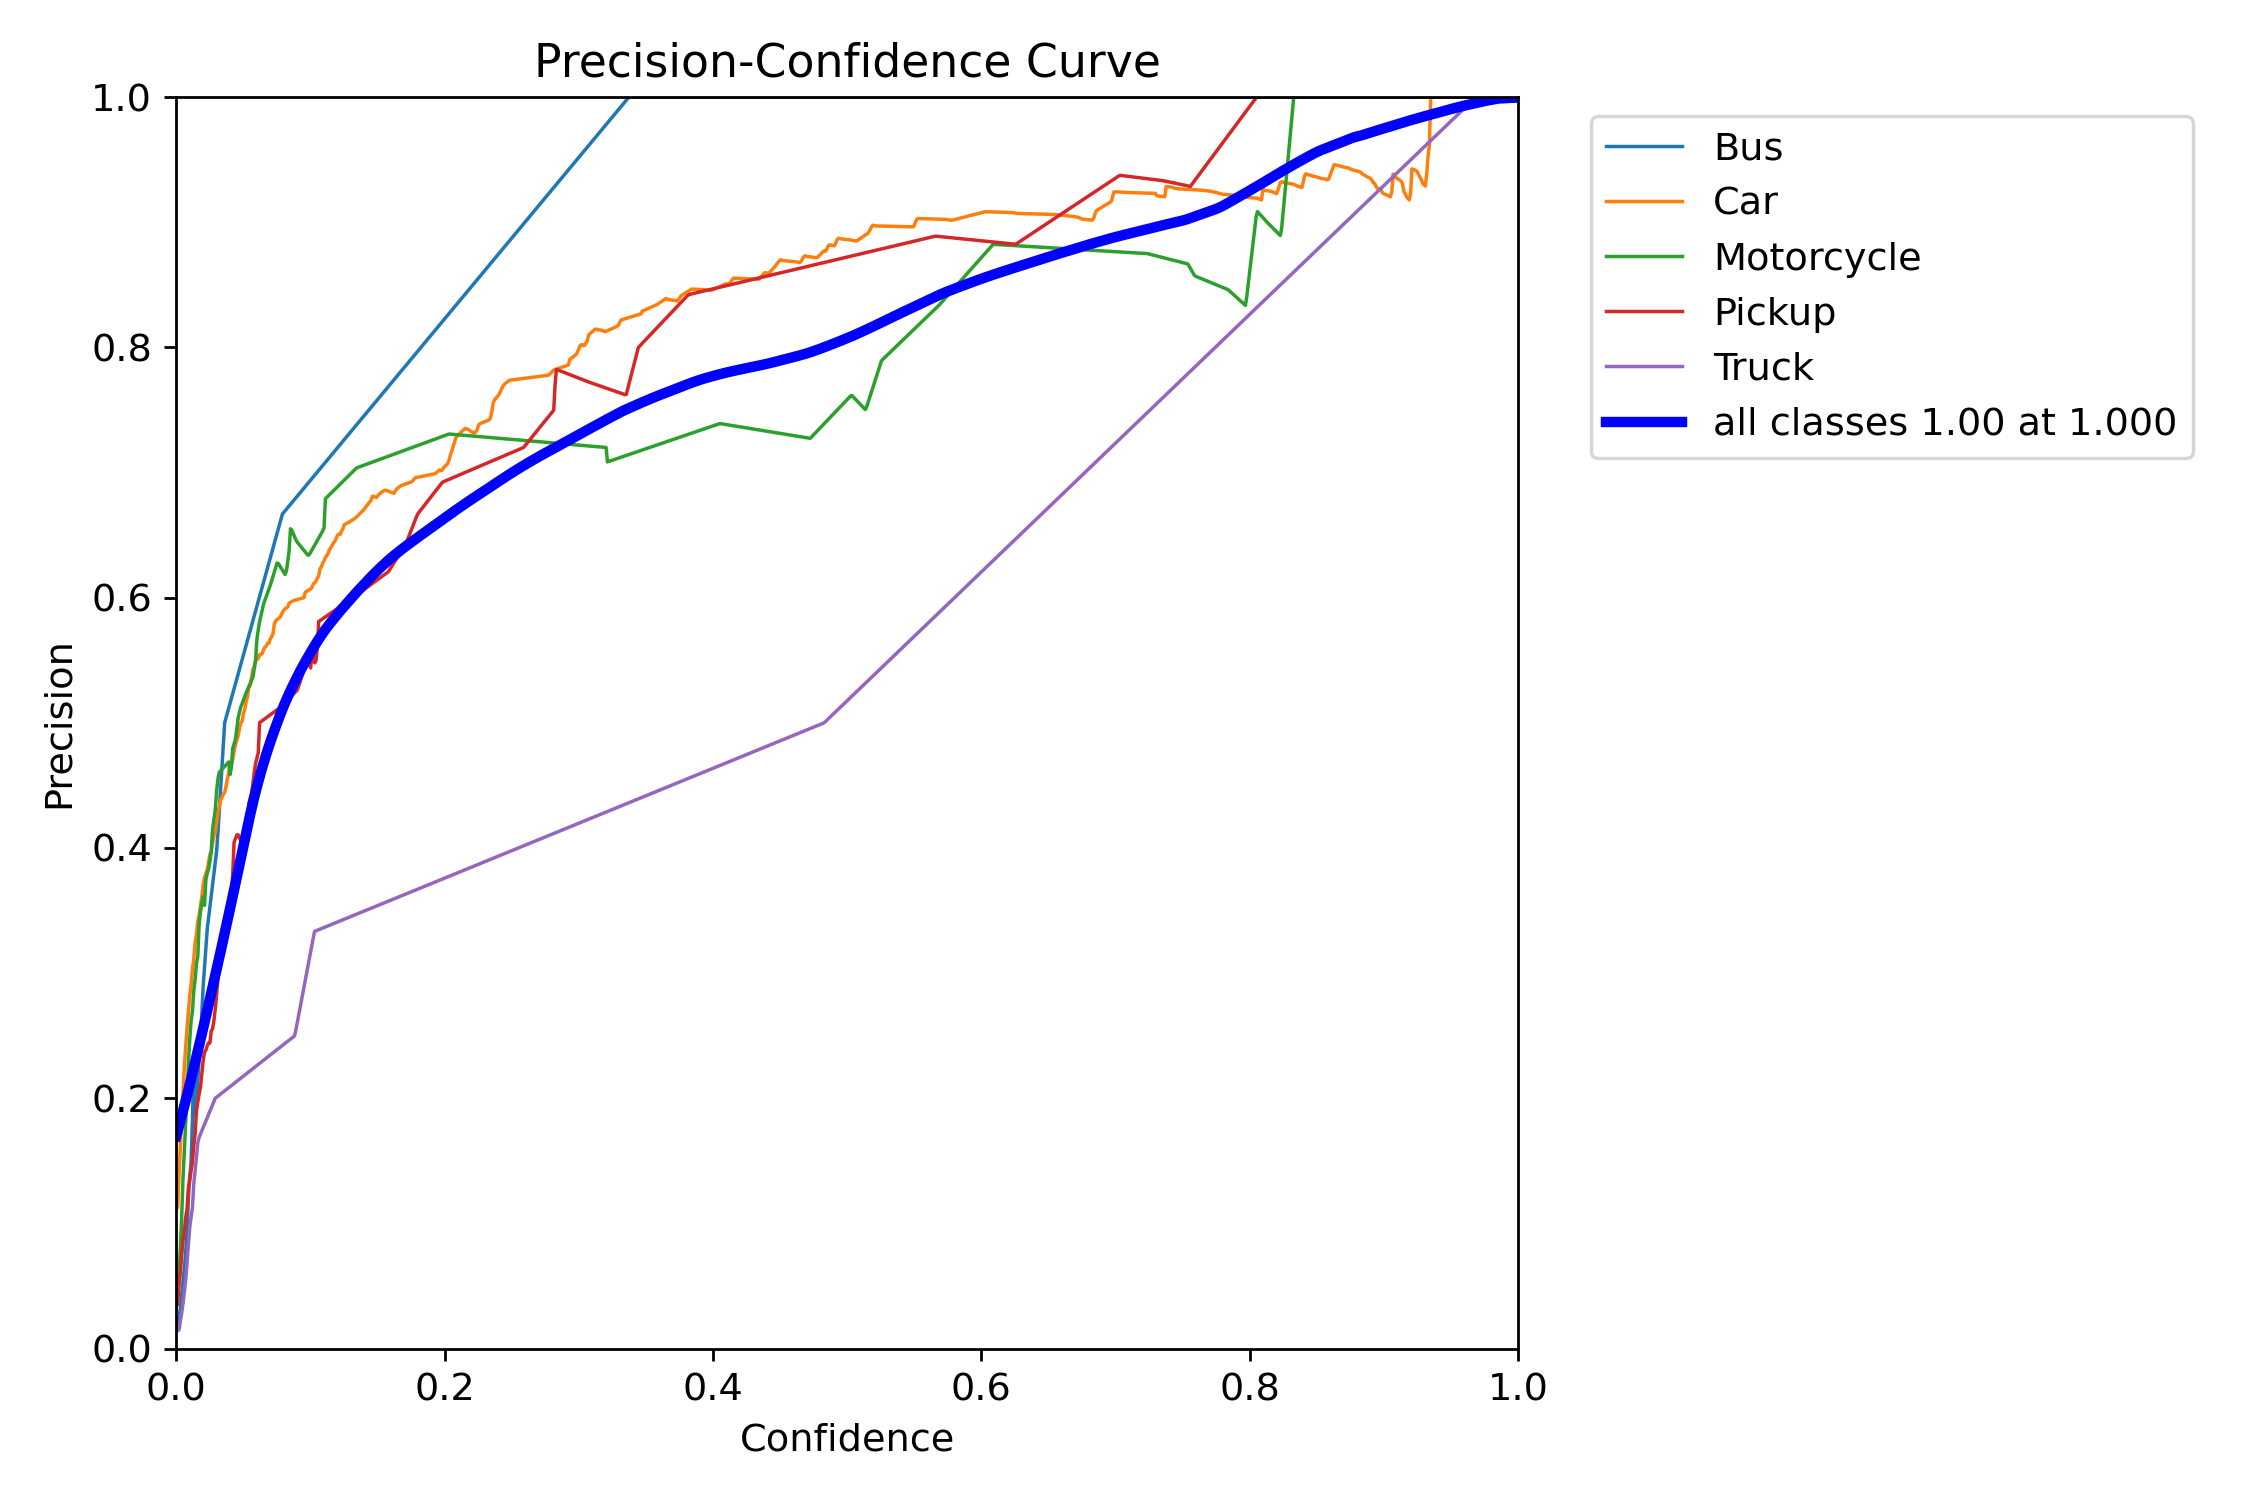 Precision-Confidence Curve
1.0
0.8
0.6
0.4
0.2
0.0
Precision
0.0 0.2 0.4 0.6 0.8 1.0
Confidence
Bus
Car
Motorcycle
Pickup
Truck
all classes 1.00 at 1.000